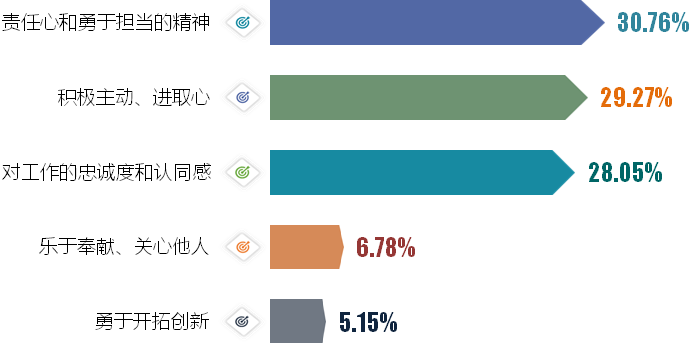 责任心和勇于担当的精神 30.76%
积极主动、进取心 29.27%
对工作的忠诚度和认同感 28.05%
乐于奉献、关心他人 6.78%
勇于开拓创新 5.15%